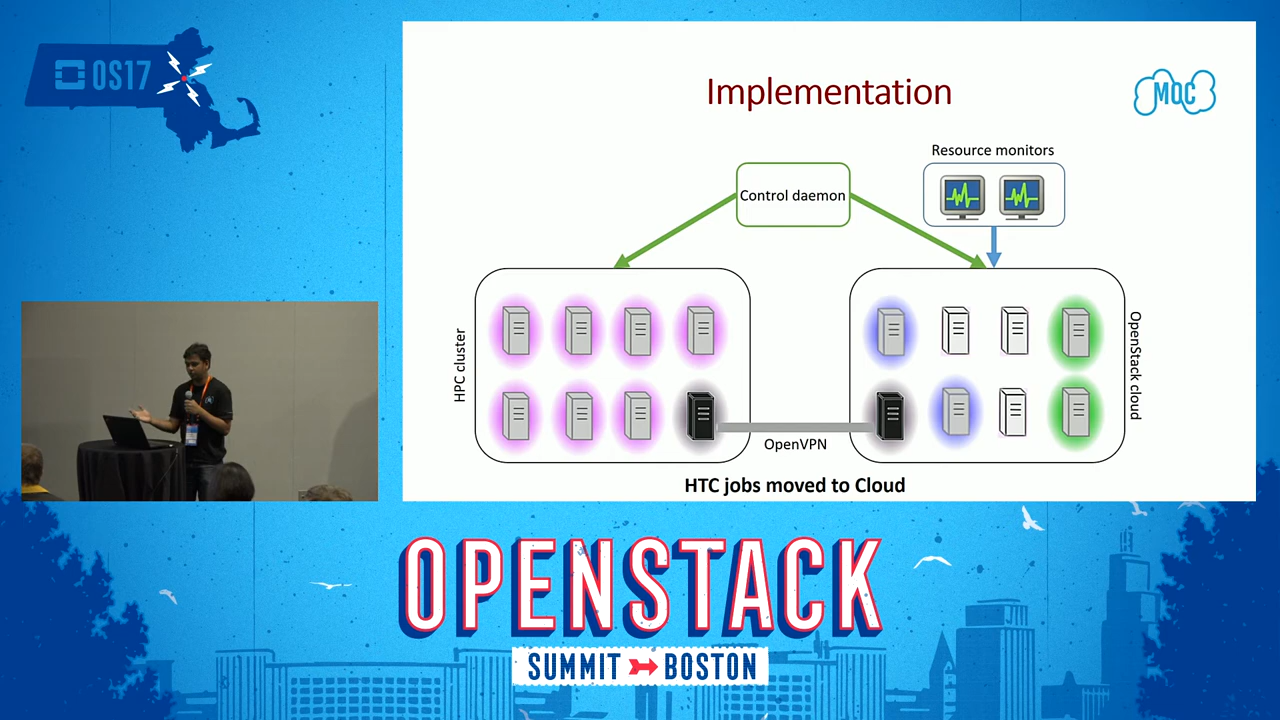 OS17
Implementation
MOC
Resource monitors
Control daemon
HPC cluster
OpenStack cloud
OpenVPN
HTC jobs moved to Cloud
OPENSTACK
SUMMIT BOSTON